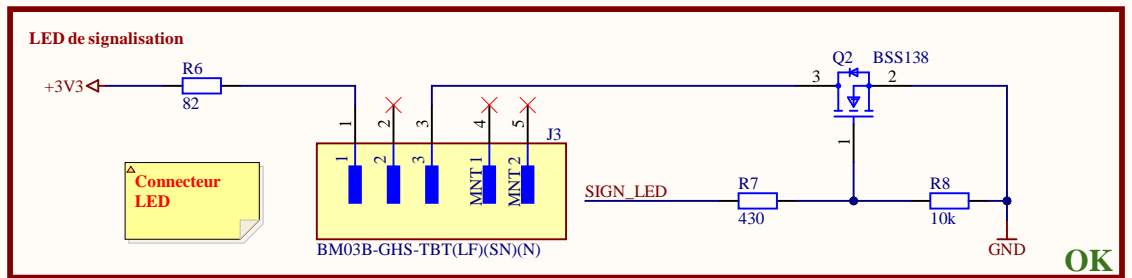 LED de signalisation
+3V3
R6
82
1
2
3
4
5
J3
1
2
3
MNT 1
MNT 2
BM03B-GHS-TBT(LF)(SN)(N)
Connecteur
LED
Q2
BSS138
3
2
1
SIGN_LED
R7
430
R8
10k
GND
OK